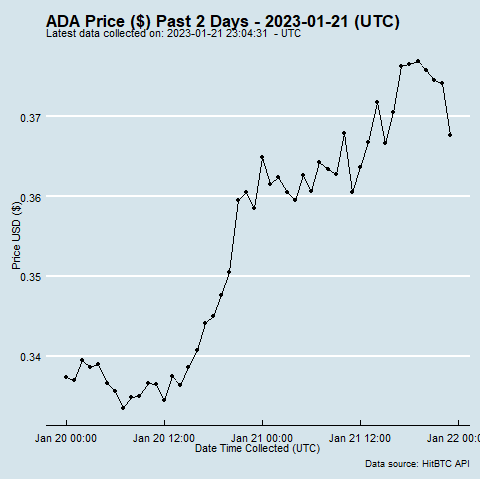 ADA Price ($) Past 2 Days - 2023-01-21 (UTC)
Latest data collected on: 2023-01-21 23:04:31 - UTC
0.37
0.36
0.35
0.34
Price USD ($)
Jan 20 00:00 Jan 20 12:00 Jan 21 00:00 Jan 21 12:00 Jan 22 00:0
Date Time Collected (UTC)
Data source: HitBTC API